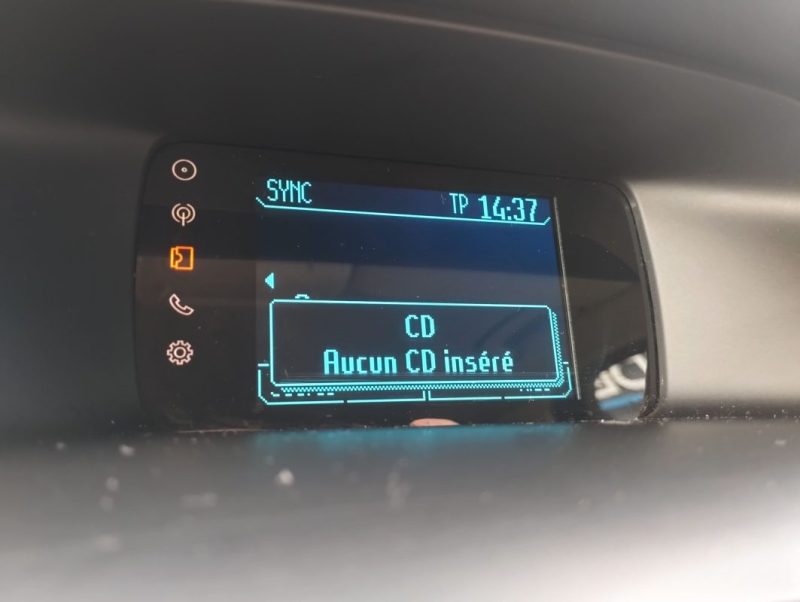 SYNC
TP 14:37
CD
Aucun CD inséré